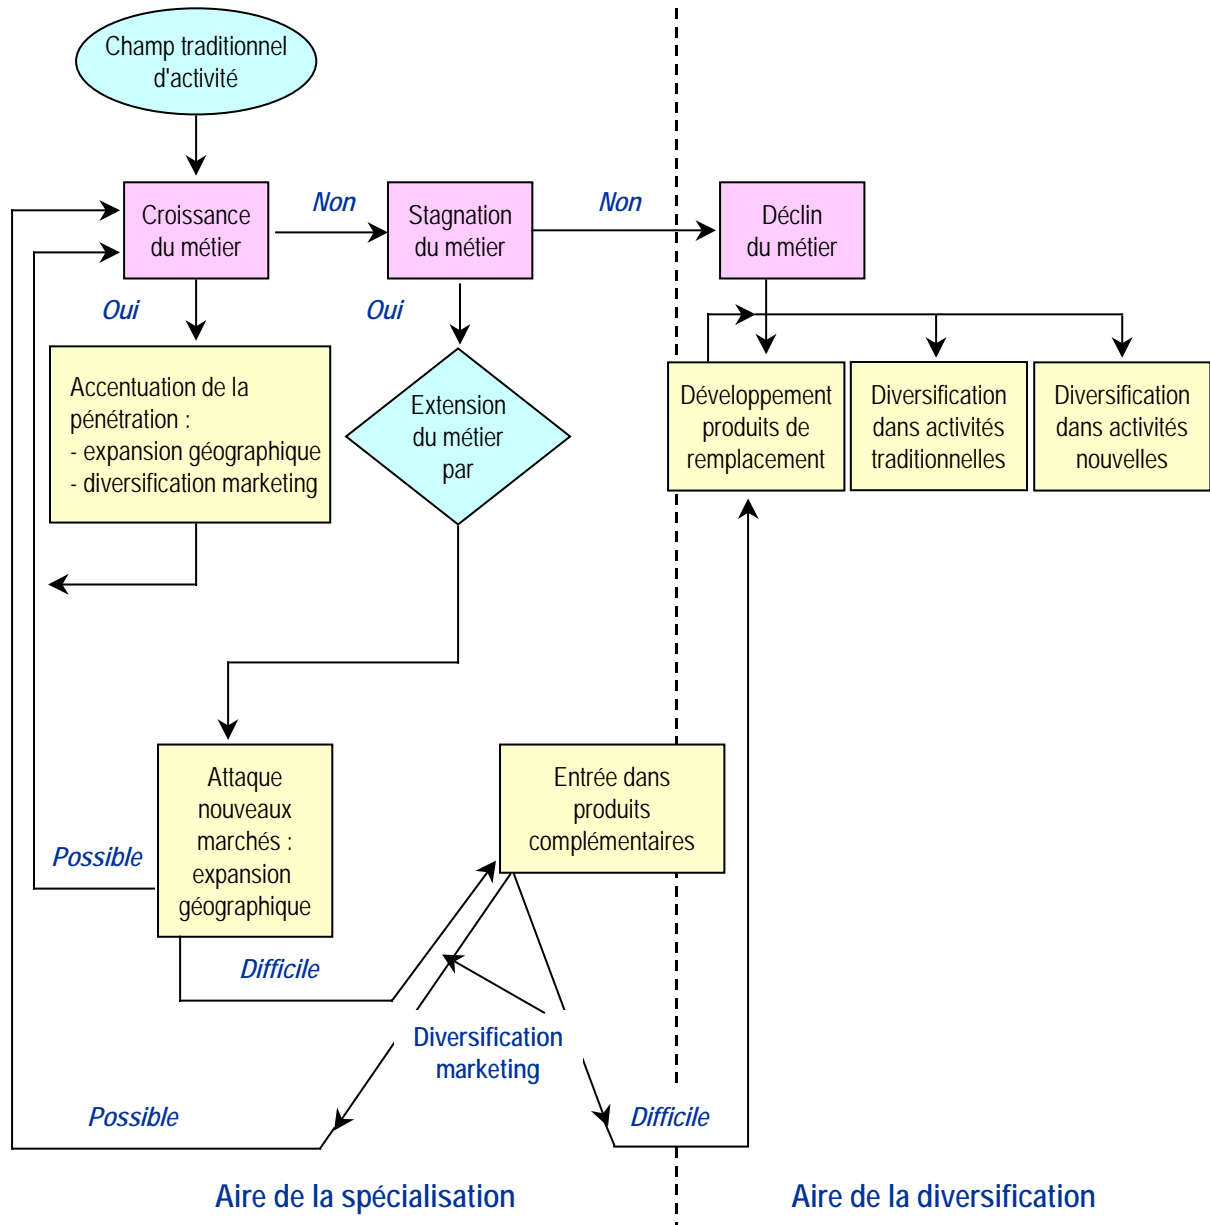 Champ traditionnel
d'activité
Croissance
du métier
Non
Stagnation
du métier
Non
Déclin
du métier
Oui
Oui
Accentuation de la
pénétration :
- expansion géographique
- diversification marketing
Extension
du métier
par
Développement
produits de
remplacement
Diversification
dans activités
traditionnelles
Diversification
dans activités
nouvelles
Attaque
nouveaux
marchés :
expansion
géographique
Entrée dans
produits
complémentaires
Possible
Difficile
Diversification
marketing
Possible
Difficile
Aire de la spécialisation
Aire de la diversification